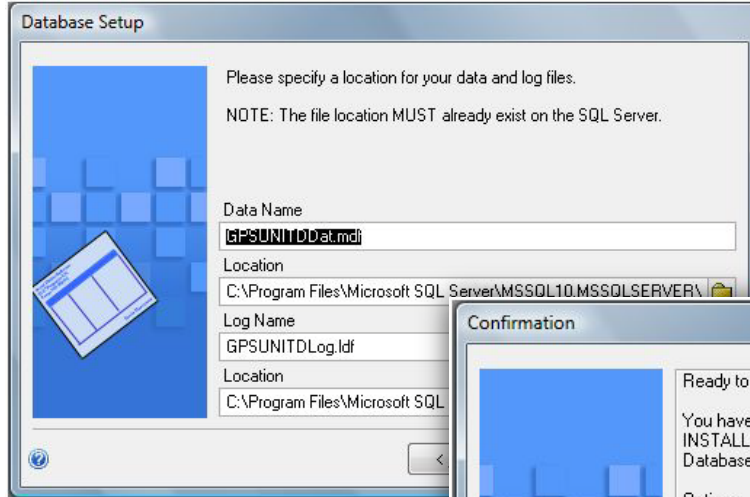 Database Setup
Please specify a location for your data and log files.
NOTE: The file location MUST already exist on the SQL Server.
Data Name
GPSUNITDDat.mdf
Location
C:\Program Files\Microsoft SQL Server\MSSQL10.MSSQLSERVER\
Log Name
GPSUNITDLog.ldf
Location
C:\Program Files\Microsoft SQL
<
Confirmation
Ready to
You have
INSTALL
Database